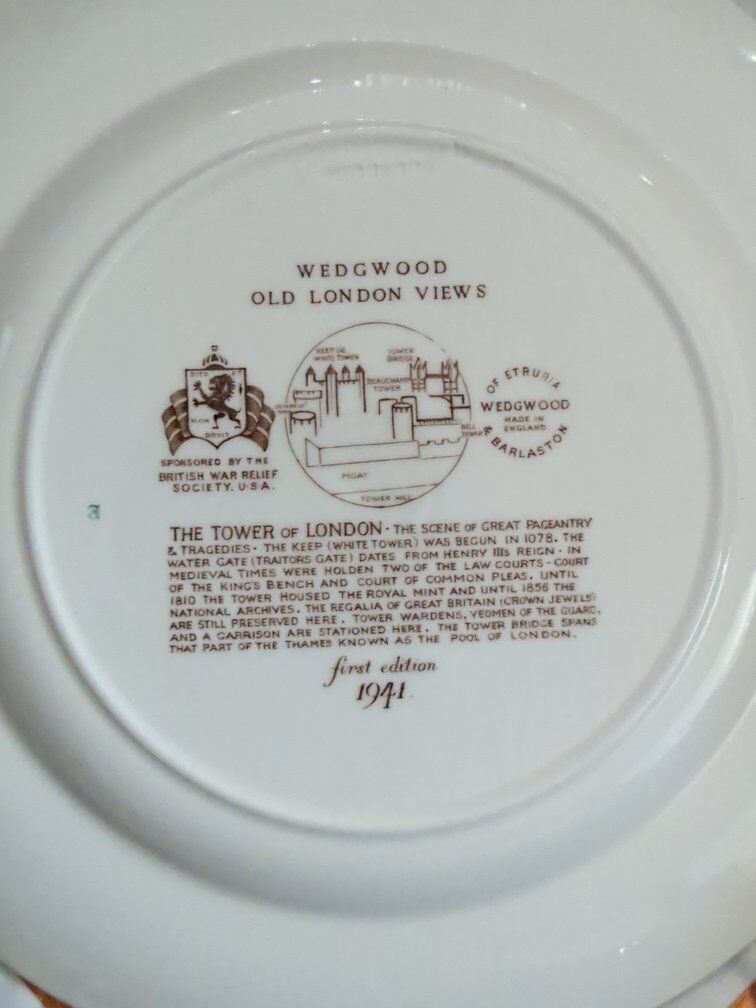 WEDGWOOD
OLD LONDON VIEWS
KEEP OR
WHITE TOWER
TOWER
BRIDGE
BEAUCHAMP
TOWER
BELL
TOWER
MOAT
TOWER HILL
DIEU ET
MON
DROIT
SPONSORED BY THE
BRITISH WAR RELIEF
SOCIETY. U·S·A.
OF ETRURIA
WEDGWOOD
MADE IN
ENGLAND
& BARLASTON
THE TOWER OF LONDON · THE SCENE OF GREAT PAGEANTRY
& TRAGEDIES · THE KEEP (WHITE TOWER) WAS BEGUN IN 1078. THE
WATER GATE (TRAITORS GATE) DATES FROM HENRY IIIs REIGN · IN
MEDIEVAL TIMES WERE HOLDEN TWO OF THE LAW COURTS - COURT
OF THE KING'S BENCH AND COURT OF COMMON PLEAS. UNTIL
1810 THE TOWER HOUSED THE ROYAL MINT AND UNTIL 1856 THE
NATIONAL ARCHIVES. THE REGALIA OF GREAT BRITAIN (CROWN JEWELS)
ARE STILL PRESERVED HERE. TOWER WARDENS, YEOMEN OF THE GUARD,
AND A GARRISON ARE STATIONED HERE. THE TOWER BRIDGE SPANS
THAT PART OF THE THAMES KNOWN AS THE POOL OF LONDON.
first edition
1941.